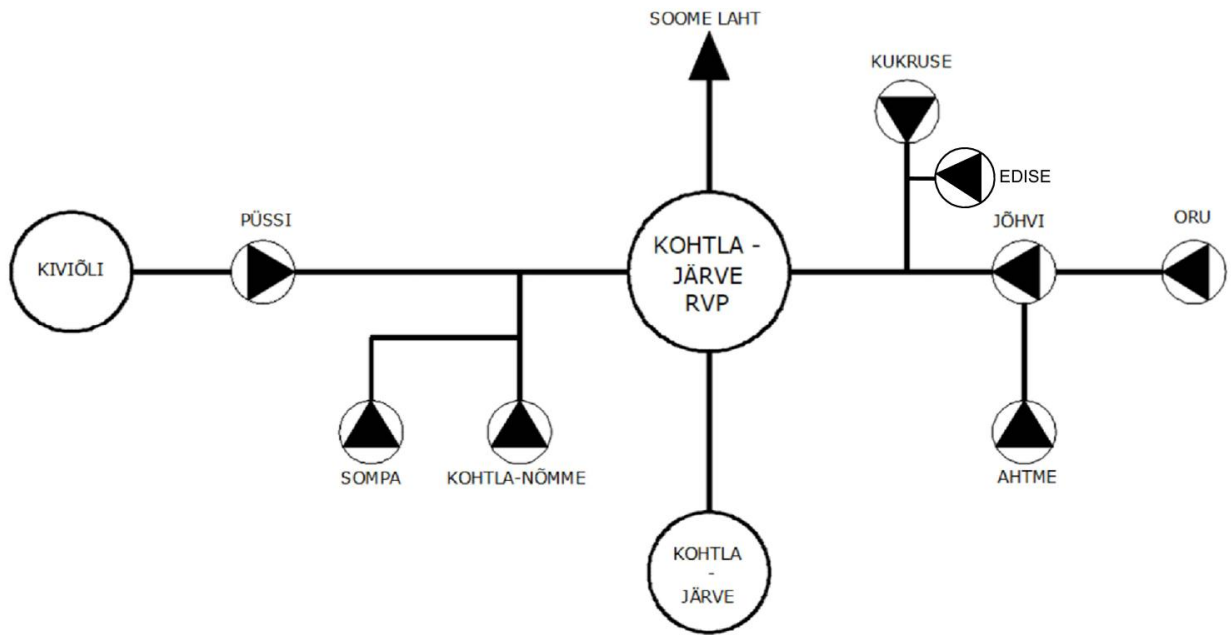 SOOME LAHT
KUKRUSE
EDISE
PÜSSI
JÕHVI
ORU
KIVIÕLI
KOHTLA -
JÄRVE
RVP
SOMPA
KOHTLA-NÕMME
AHTME
KOHTLA
-
JÄRVE